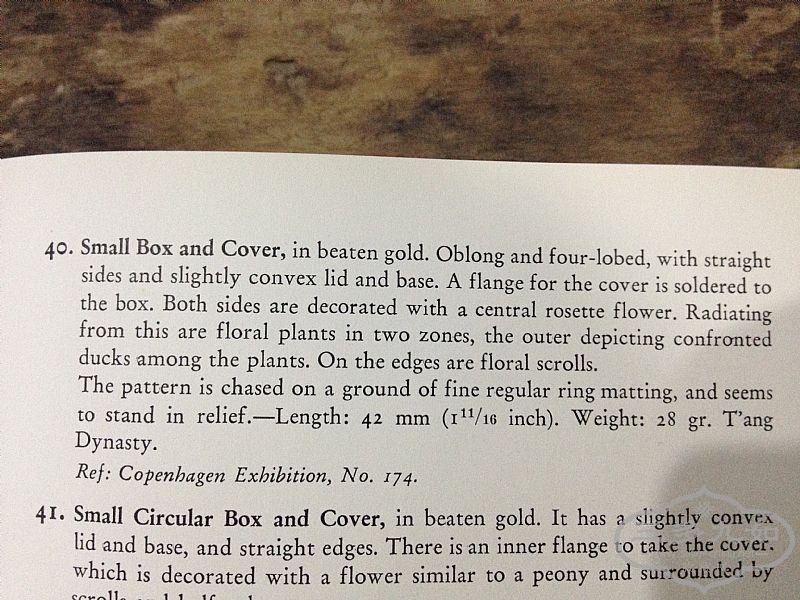 40. Small Box and Cover, in beaten gold. Oblong and four-lobed, with straight
sides and slightly convex lid and base. A flange for the cover is soldered to
the box. Both sides are decorated with a central rosette flower. Radiating
from this are floral plants in two zones, the outer depicting confronted
ducks among the plants. On the edges are floral scrolls.
The pattern is chased on a ground of fine regular ring matting, and seems
to stand in relief.—Length: 42 mm (1 11/16 inch). Weight: 28 gr. T'ang
Dynasty.
Ref: Copenhagen Exhibition, No. 174.
41. Small Circular Box and Cover, in beaten gold. It has a slightly convex
lid and base, and straight edges. There is an inner flange to take the cover.
which is decorated with a flower similar to a peony and surrounded by